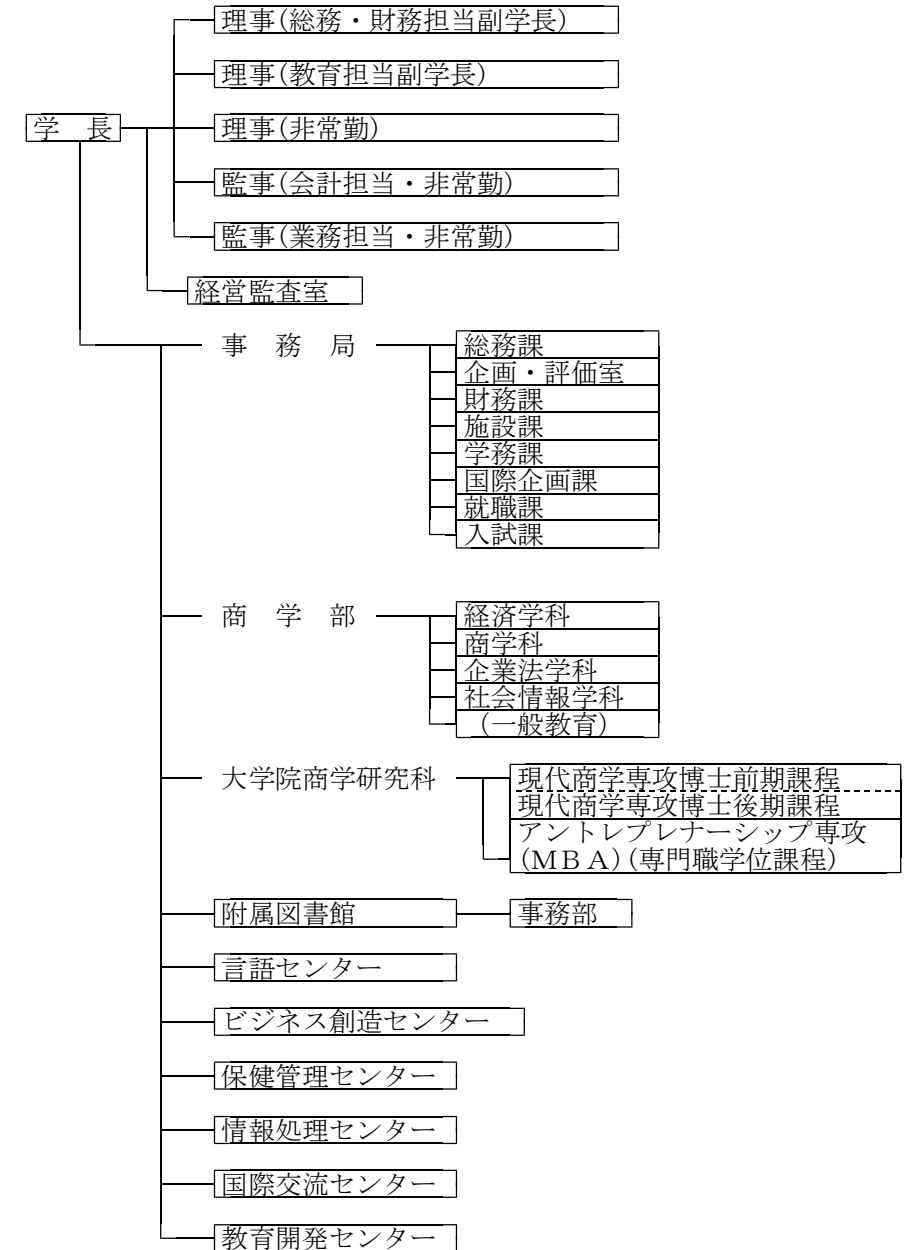 理事(総務・財務担当副学長)
理事(教育担当副学長)
学　長
理事(非常勤)
監事(会計担当・非常勤)
監事(業務担当・非常勤)
経営監査室
事　務　局
総務課
企画・評価室
財務課
施設課
学務課
国際企画課
就職課
入試課
商　学　部
経済学科
商学科
企業法学科
社会情報学科
(一般教育)
大学院商学研究科
現代商学専攻博士前期課程
現代商学専攻博士後期課程
アントレプレナーシップ専攻
(ＭＢＡ)(専門職学位課程)
附属図書館
事務部
言語センター
ビジネス創造センター
保健管理センター
情報処理センター
国際交流センター
教育開発センター